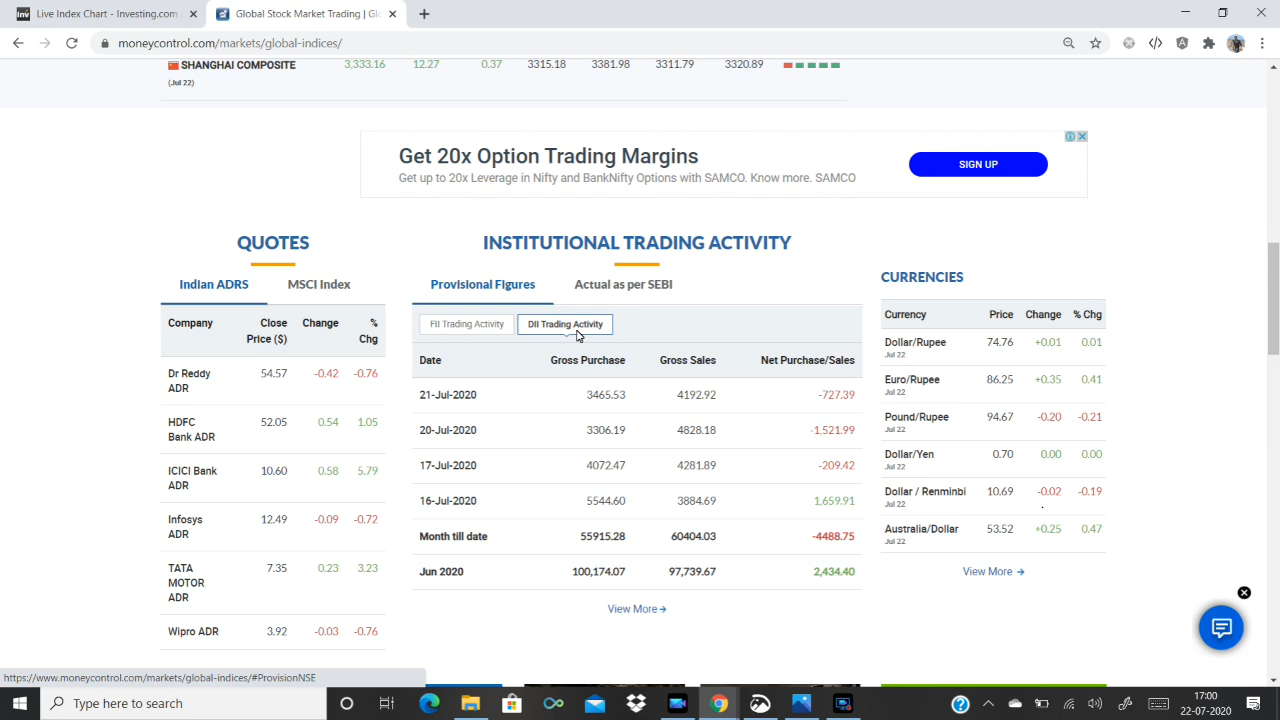 Live Index Chart - Investing.com
Global Stock Market Trading | Glo
moneycontrol.com/markets/global-indices/
SHANGHAI COMPOSITE 3,333.16 12.27 0.37 3315.18 3381.98 3311.79 3320.89
(Jul 22)
Get 20x Option Trading Margins
Get up to 20x Leverage in Nifty and BankNifty Options with SAMCO. Know more. SAMCO
SIGN UP
QUOTES
Indian ADRS MSCI Index
Company Close Price ($) Change % Chg
Dr Reddy ADR 54.57 -0.42 -0.76
HDFC Bank ADR 52.05 0.54 1.05
ICICI Bank ADR 10.60 0.58 5.79
Infosys ADR 12.49 -0.09 -0.72
TATA MOTOR ADR 7.35 0.23 3.23
Wipro ADR 3.92 -0.03 -0.76
INSTITUTIONAL TRADING ACTIVITY
Provisional Figures Actual as per SEBI
FII Trading Activity DII Trading Activity
Date Gross Purchase Gross Sales Net Purchase/Sales
21-Jul-2020 3465.53 4192.92 -727.39
20-Jul-2020 3306.19 4828.18 -1,521.99
17-Jul-2020 4072.47 4281.89 -209.42
16-Jul-2020 5544.60 3884.69 1,659.91
Month till date 55915.28 60404.03 -4488.75
Jun 2020 100,174.07 97,739.67 2,434.40
View More
CURRENCIES
Currency Price Change % Chg
Dollar/Rupee 74.76 +0.01 0.01
Jul 22
Euro/Rupee 86.25 +0.35 0.41
Jul 22
Pound/Rupee 94.67 -0.20 -0.21
Jul 22
Dollar/Yen 0.70 0.00 0.00
Jul 22
Dollar / Renminbi 10.69 -0.02 -0.19
Jul 22
Australia/Dollar 53.52 +0.25 0.47
Jul 22
View More
https://www.moneycontrol.com/markets/global-indices/#ProvisionNSE
Type here to search
17:00
22-07-2020